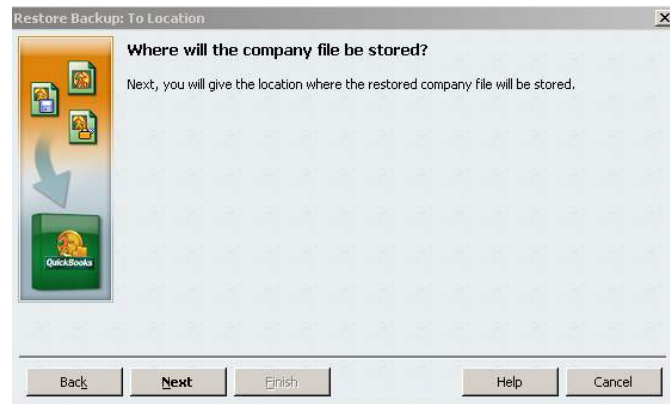 Restore Backup: To Location
Where will the company file be stored?
Next, you will give the location where the restored company file will be stored.
QuickBooks
Back
Next
Finish
Help
Cancel